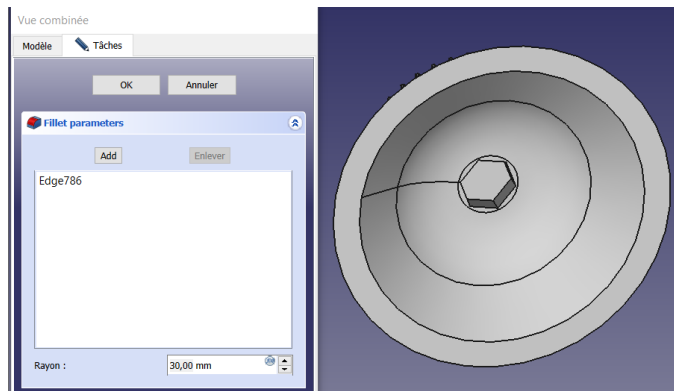 Vue combinée
Modèle
Tâches
OK
Annuler
Fillet parameters
Add
Enlever
Edge786
Rayon :
30,00 mm